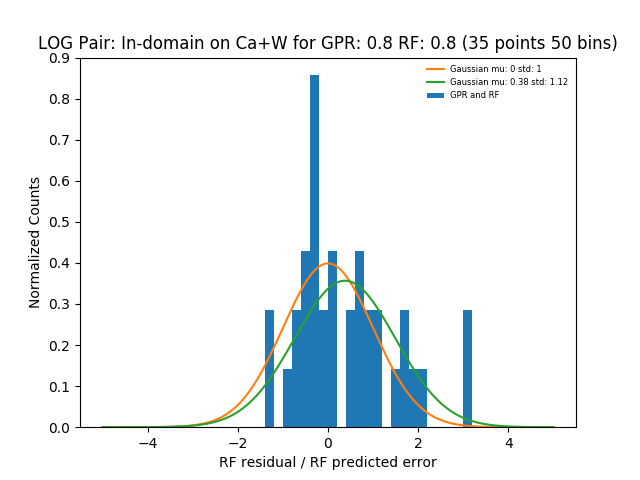 LOG Pair: In-domain on Ca+W for GPR: 0.8 RF: 0.8 (35 points 50 bins)
Gaussian mu: 0 std: 1
Gaussian mu: 0.38 std: 1.12
GPR and RF
Normalized Counts
0.9
0.8
0.7
0.6
0.5
0.4
0.3
0.2
0.1
0.0
−4 −2 0 2 4
RF residual / RF predicted error